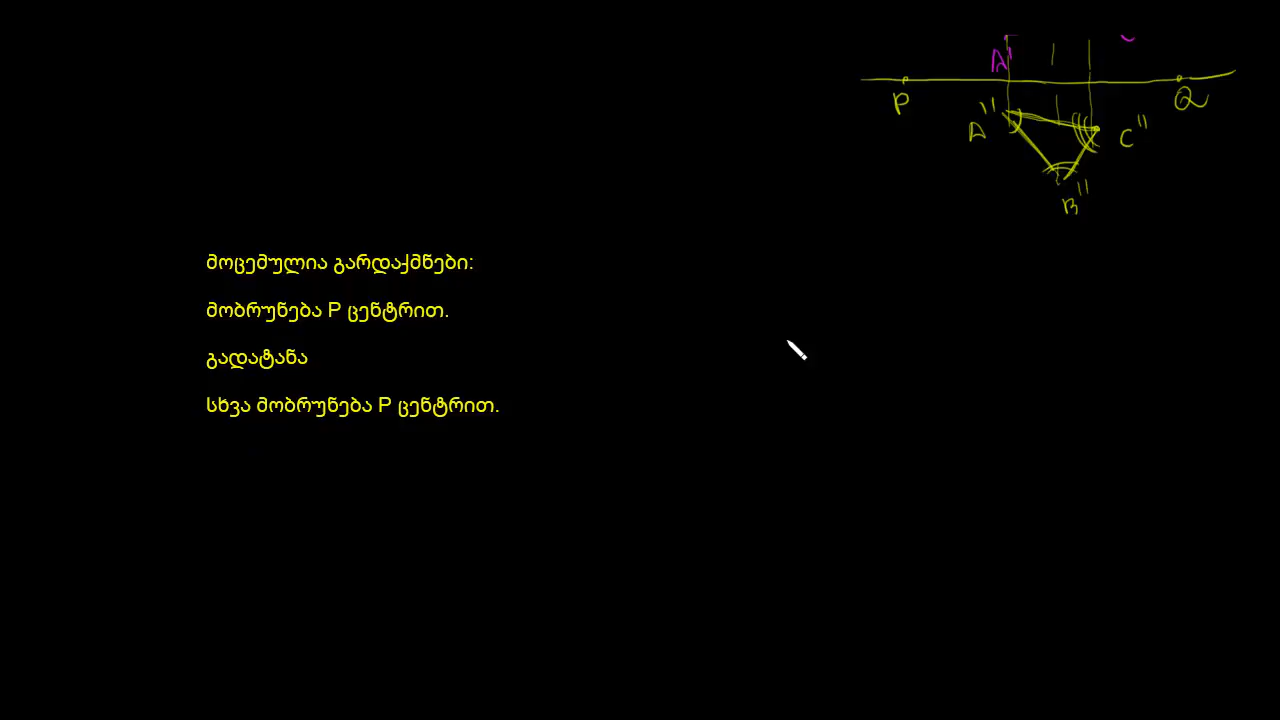 A'
P
Q
A''
C''
B''
მოცემულია გარდაქმნები:
მობრუნება P ცენტრით.
გადატანა
სხვა მობრუნება P ცენტრით.